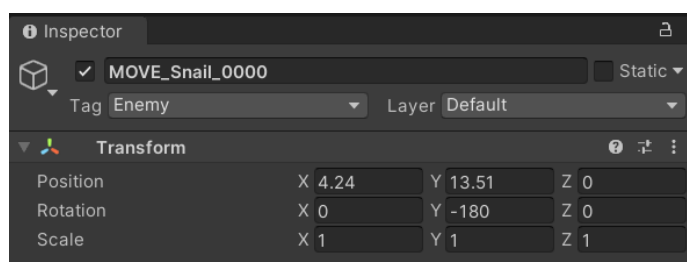 Inspector
MOVE_Snail_0000 Static
Tag Enemy Layer Default
Transform
Position X 4.24 Y 13.51 Z 0
Rotation X 0 Y -180 Z 0
Scale X 1 Y 1 Z 1